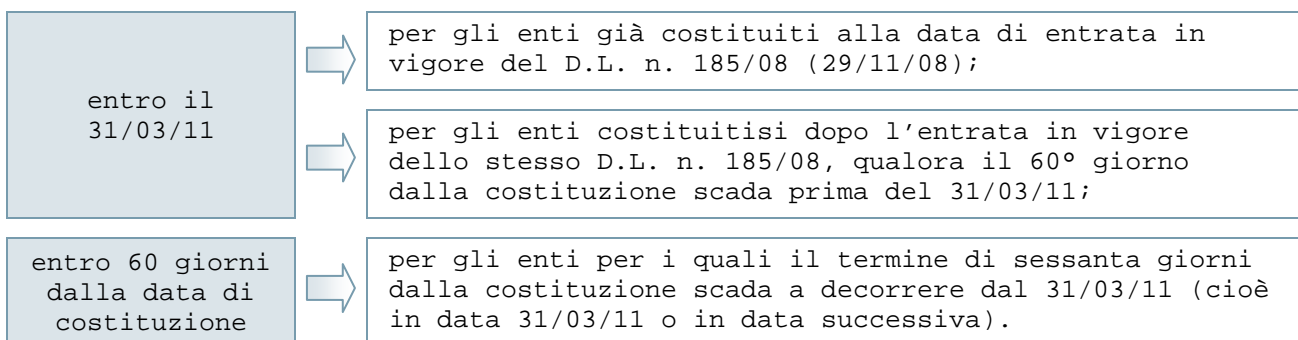 entro il
31/03/11
per gli enti già costituiti alla data di entrata in
vigore del D.L. n. 185/08 (29/11/08);
per gli enti costituitisi dopo l'entrata in vigore
dello stesso D.L. n. 185/08, qualora il 60° giorno
dalla costituzione scada prima del 31/03/11;
entro 60 giorni
dalla data di
costituzione
per gli enti per i quali il termine di sessanta giorni
dalla costituzione scada a decorrere dal 31/03/11 (cioè
in data 31/03/11 o in data successiva).